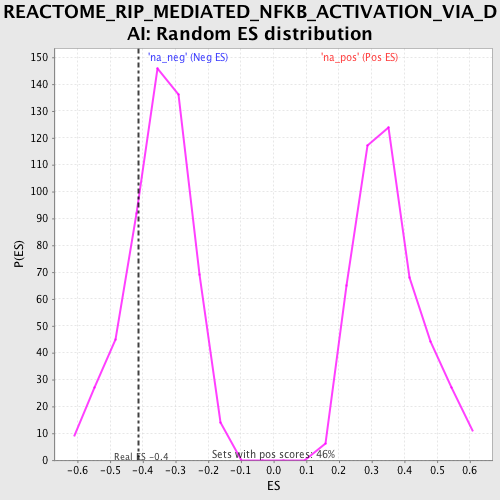 REACTOME_RIP_MEDIATED_NFKB_ACTIVATION_VIA_D
AI: Random ES distribution
'na_neg' (Neg ES) 'na_pos' (Pos ES)
P(ES)
150
140
130
120
110
100
90
80
70
60
50
40
30
20
10
0
Real ES -0.4
Sets with pos scores: 46%
-0.6 -0.5 -0.4 -0.3 -0.2 -0.1 0.0 0.1 0.2 0.3 0.4 0.5 0.6
ES